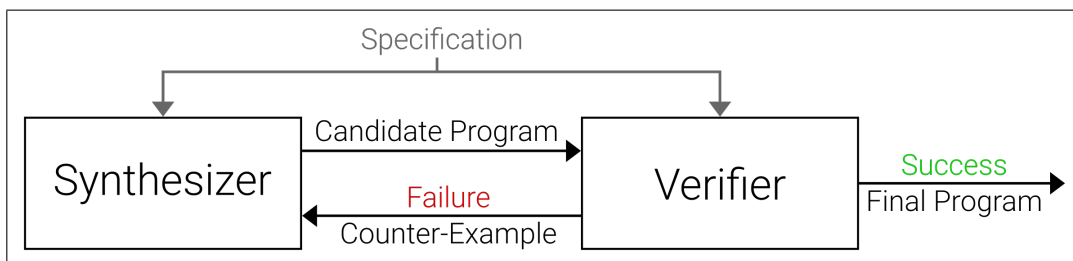 Specification
Candidate Program
Synthesizer
Failure
Counter-Example
Verifier
Success
Final Program